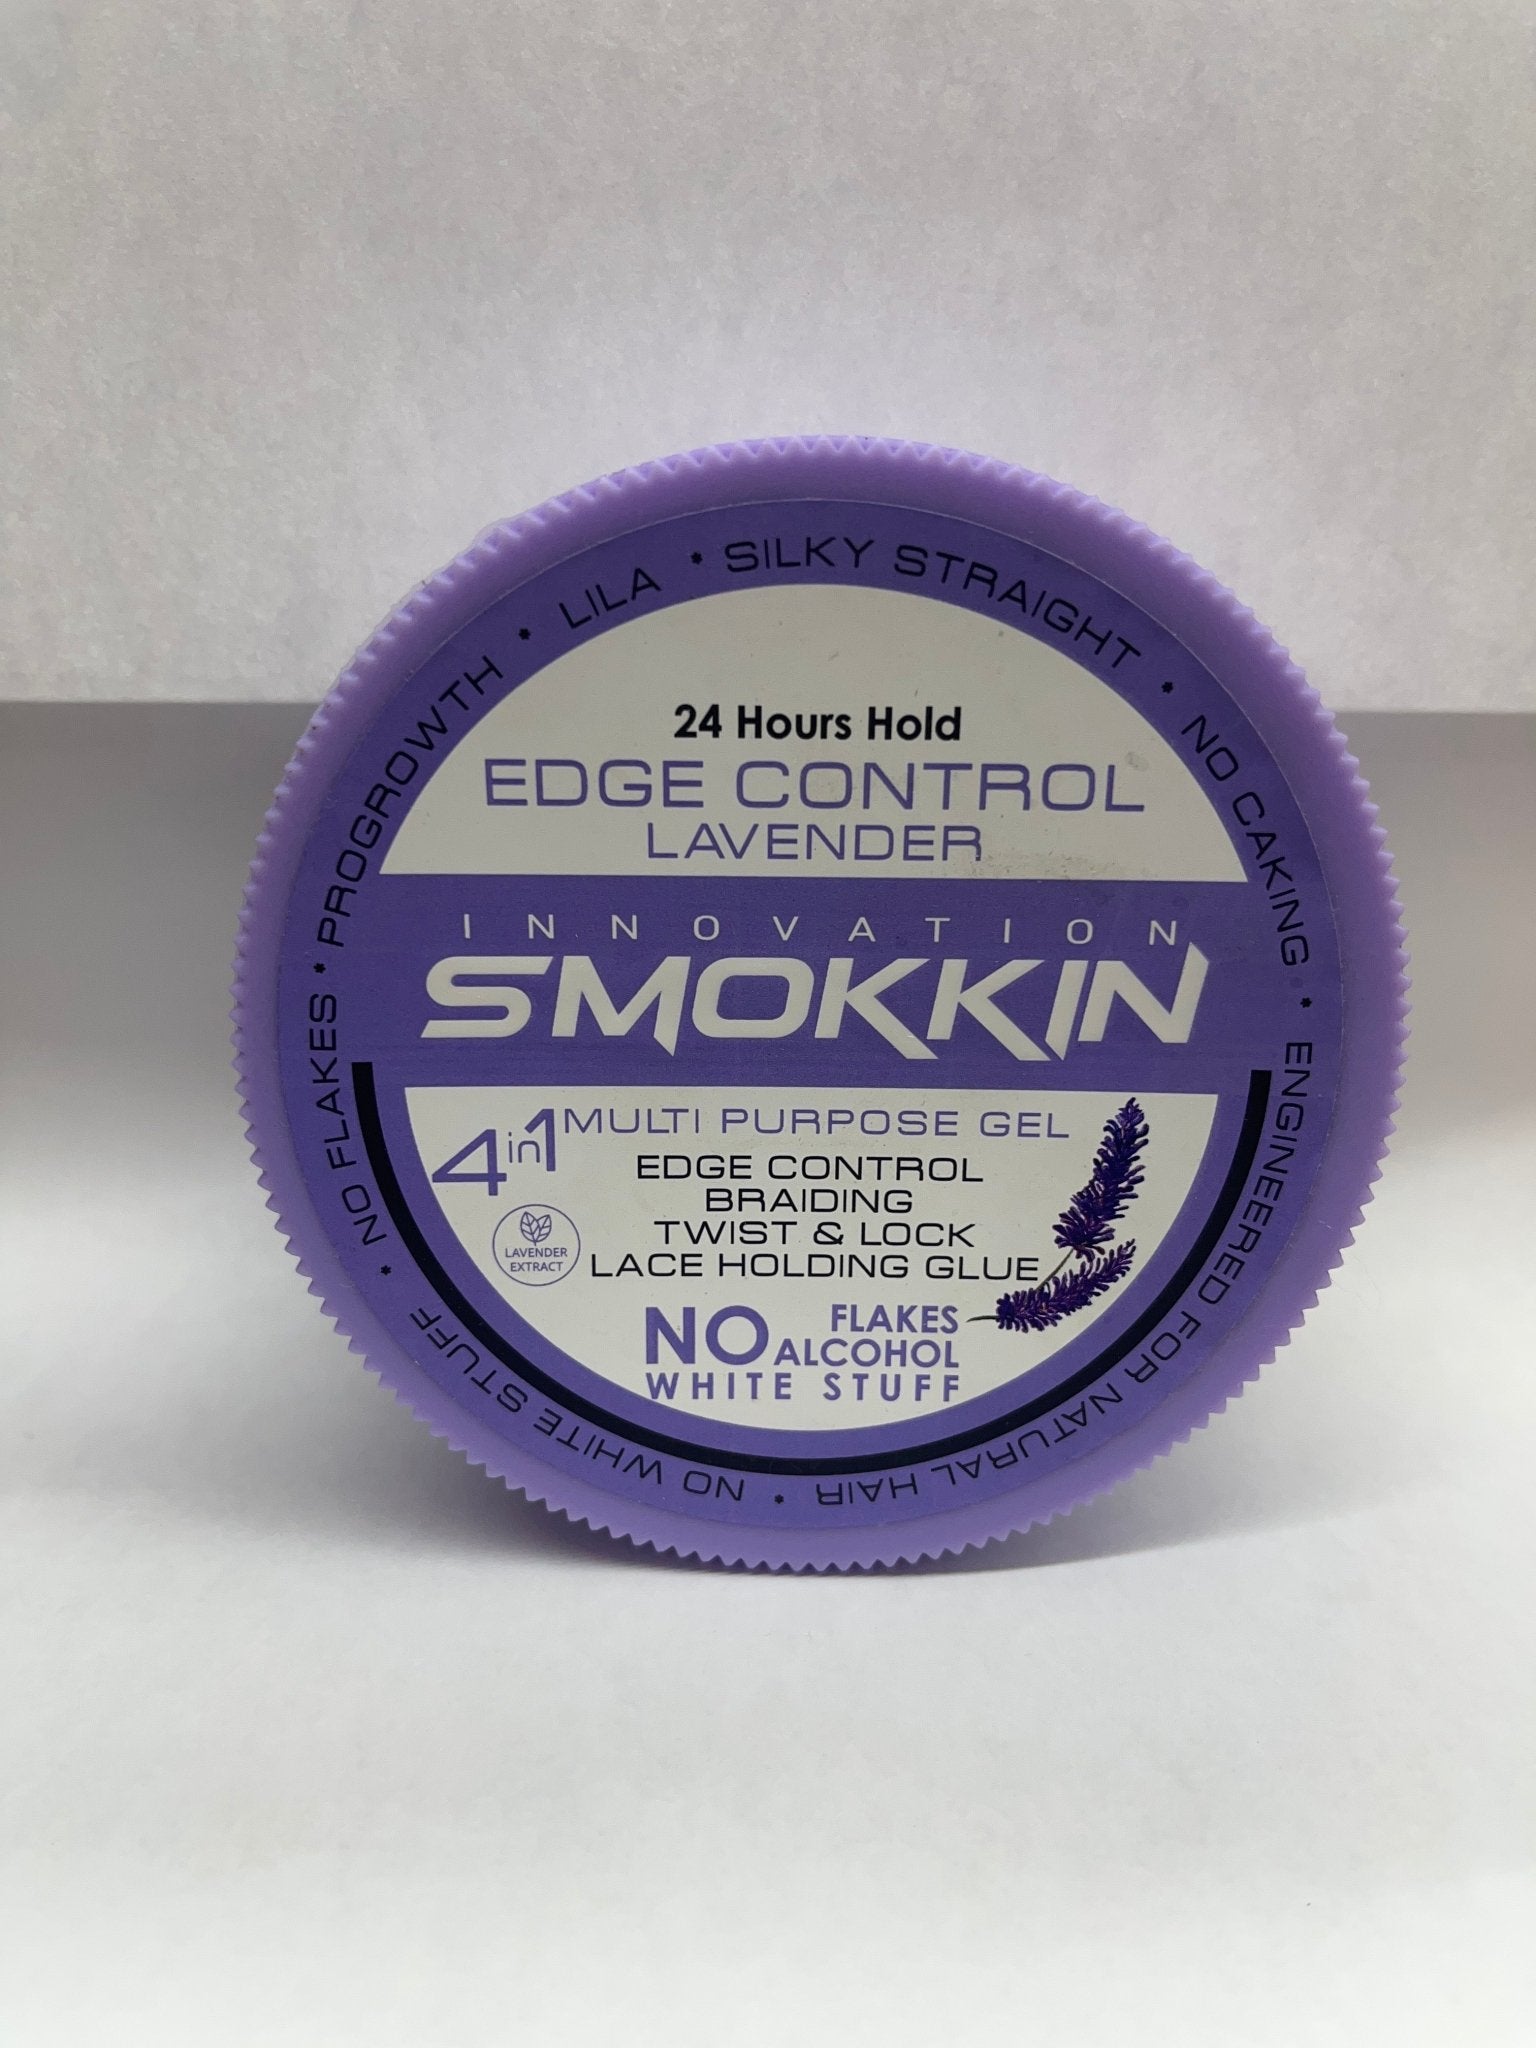 LILA * SILKY STRAIGHT * NO CAKING * ENGINEERED FOR NATURAL HAIR * NO WHITE STUFF * NO FLAKES * PROGROWTH *
24 Hours Hold
EDGE CONTROL
LAVENDER
INNOVATION
SMOKKIN
4in1 MULTI PURPOSE GEL
EDGE CONTROL
BRAIDING
TWIST & LOCK
LACE HOLDING GLUE
LAVENDER
EXTRACT
NO FLAKES
ALCOHOL
WHITE STUFF